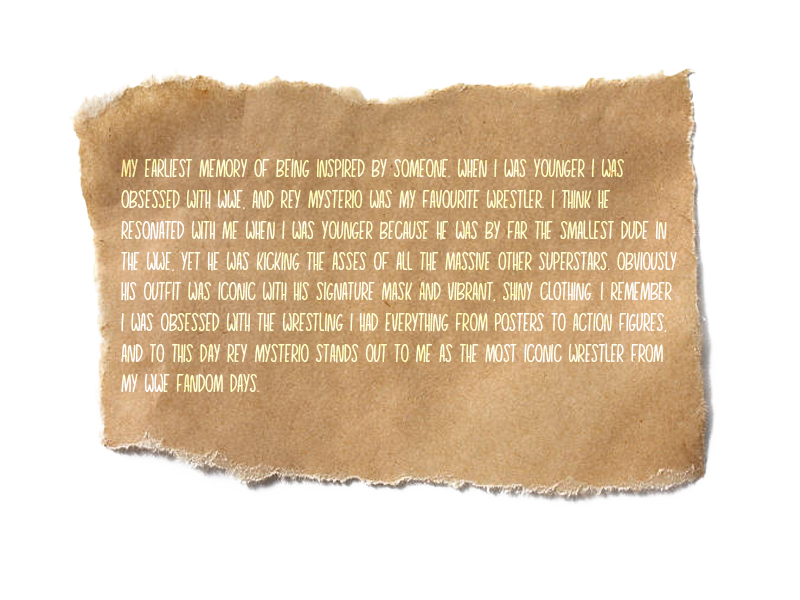 MY EARLIEST MEMORY OF BEING INSPIRED BY SOMEONE. WHEN I WAS YOUNGER I WAS
OBSESSED WITH WWE, AND REY MYSTERIO WAS MY FAVOURITE WRESTLER. I THINK HE
RESONATED WITH ME WHEN I WAS YOUNGER BECAUSE HE WAS BY FAR THE SMALLEST DUDE IN
THE WWE, YET HE WAS KICKING THE ASSES OF ALL THE MASSIVE OTHER SUPERSTARS. OBVIOUSLY
HIS OUTFIT WAS ICONIC WITH HIS SIGNATURE MASK AND VIBRANT, SHINY CLOTHING. I REMEMBER
I WAS OBSESSED WITH THE WRESTLING I HAD EVERYTHING FROM POSTERS TO ACTION FIGURES,
AND TO THIS DAY REY MYSTERIO STANDS OUT TO ME AS THE MOST ICONIC WRESTLER FROM
MY WWE FANDOM DAYS.